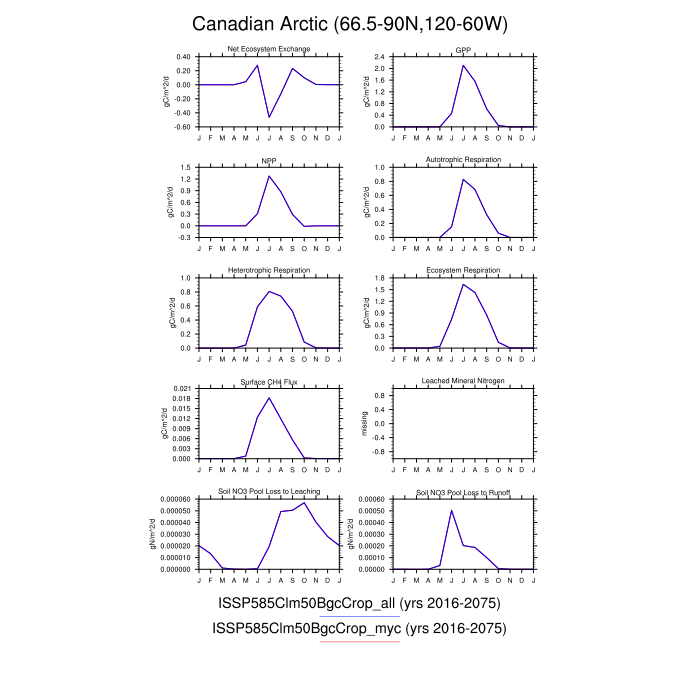 Canadian Arctic (66.5-90N,120-60W)
Net Ecosystem Exchange
GPP
0.40
0.20
0.00
-0.20
-0.40
-0.60
gC/m^2/d
J F M A M J J A S O N D J
2.4
2.0
1.6
1.2
0.8
0.4
0.0
gC/m^2/d
J F M A M J J A S O N D J
NPP
Autotrophic Respiration
1.5
1.2
0.9
0.6
0.3
0.0
-0.3
gC/m^2/d
J F M A M J J A S O N D J
1.0
0.8
0.6
0.4
0.2
0.0
gC/m^2/d
J F M A M J J A S O N D J
Heterotrophic Respiration
Ecosystem Respiration
1.0
0.8
0.6
0.4
0.2
0.0
gC/m^2/d
J F M A M J J A S O N D J
1.8
1.5
1.2
0.9
0.6
0.3
0.0
gC/m^2/d
J F M A M J J A S O N D J
Surface CH4 Flux
Leached Mineral Nitrogen
0.021
0.018
0.015
0.012
0.009
0.006
0.003
0.000
gC/m^2/d
J F M A M J J A S O N D J
0.8
0.4
0.0
-0.4
-0.8
missing
J F M A M J J A S O N D J
Soil NO3 Pool Loss to Leaching
Soil NO3 Pool Loss to Runoff
0.000060
0.000050
0.000040
0.000030
0.000020
0.000010
0.000000
gN/m^2/d
J F M A M J J A S O N D J
0.000060
0.000050
0.000040
0.000030
0.000020
0.000010
0.000000
gN/m^2/d
J F M A M J J A S O N D J
ISSP585Clm50BgcCrop_all (yrs 2016-2075)
ISSP585Clm50BgcCrop_myc (yrs 2016-2075)